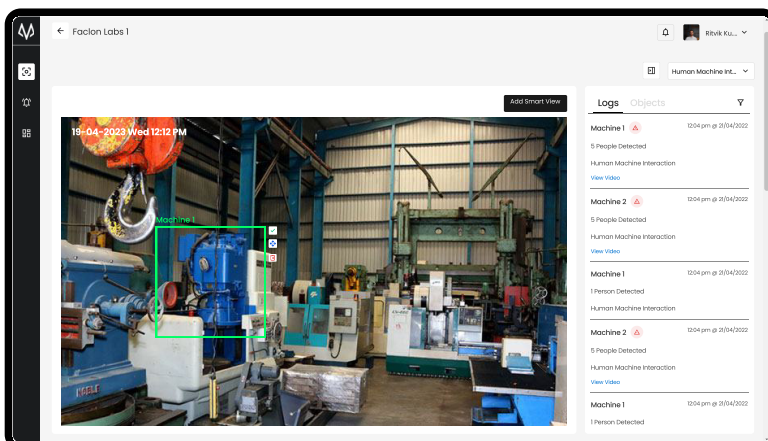 Faclon Labs 1
Ritvik Ku...
Human Machine Int...
Add Smart View
19-04-2023 Wed 12:12 PM
Machine 1
Logs Objects
Machine 1 12:04 pm @ 21/04/2022
5 People Detected
Human Machine Interaction
View Video
Machine 2 12:04 pm @ 21/04/2022
5 People Detected
Human Machine Interaction
View Video
Machine 1 12:04 pm @ 21/04/2022
1 Person Detected
Human Machine Interaction
Machine 2 12:04 pm @ 21/04/2022
5 People Detected
Human Machine Interaction
View Video
Machine 1 12:04 pm @ 21/04/2022
1 Person Detected